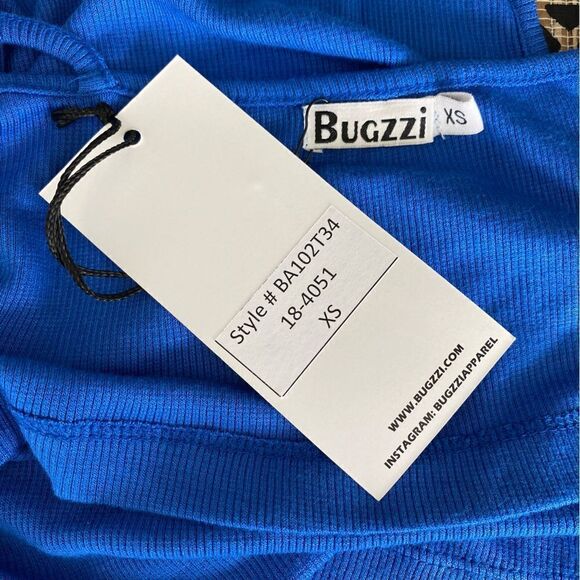 BUGZZi
XS
Style # BA102T34
18-4051
XS
WWW.BUGZZI.COM
INSTAGRAM: BUGZZIAPPAREL